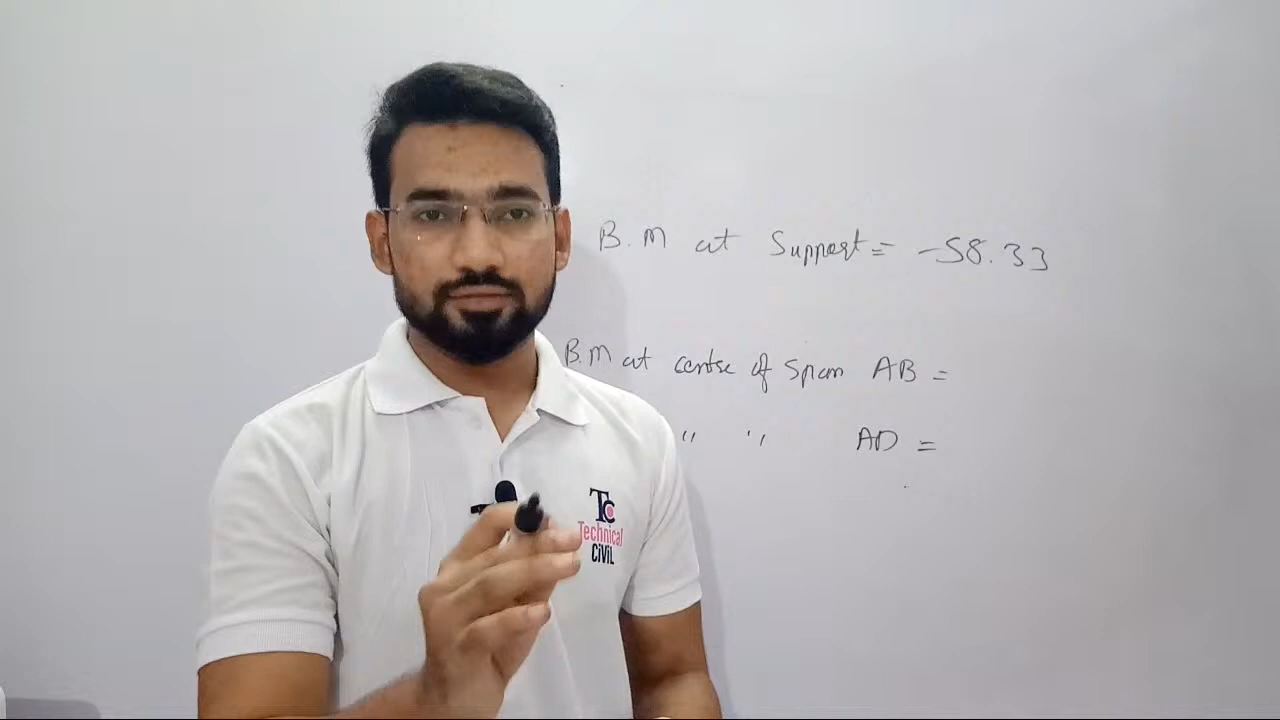 B.M at Support = -58.33
B.M at centre of Span AB =
" " AD =
Tc
Technical
CiViL